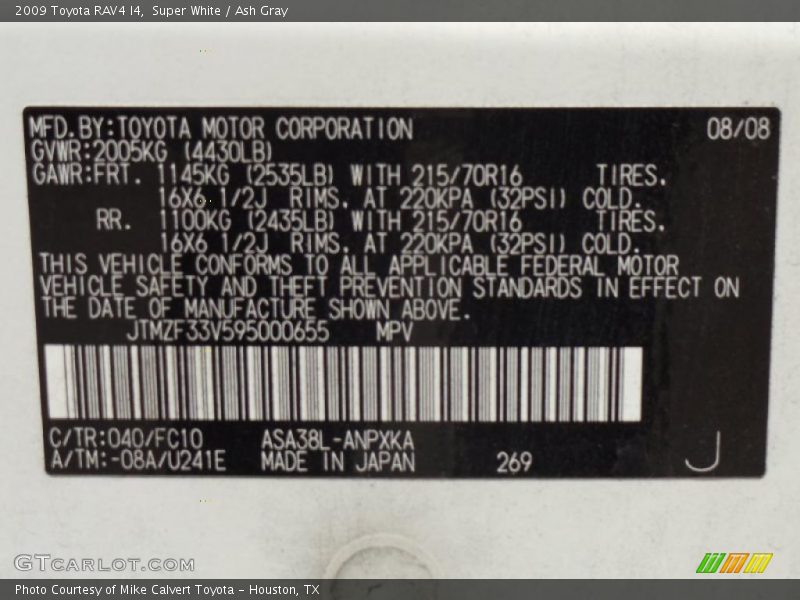 2009 Toyota RAV4 I4,  Super White / Ash Gray
MFD.BY:TOYOTA MOTOR CORPORATION 08/08
GVWR:2005KG (4430LB)
GAWR:FRT. 1145KG (2535LB) WITH 215/70R16 TIRES.
16X6 1/2J RIMS. AT 220KPA (32PSI) COLD.
RR. 1100KG (2435LB) WITH 215/70R16 TIRES.
16X6 1/2J RIMS. AT 220KPA (32PSI) COLD.
THIS VEHICLE CONFORMS TO ALL APPLICABLE FEDERAL MOTOR
VEHICLE SAFETY AND THEFT PREVENTION STANDARDS IN EFFECT ON
THE DATE OF MANUFACTURE SHOWN ABOVE.
JTMZF33V595000655 MPV
C/TR:040/FC10 ASA38L-ANPXKA
A/TM:-08A/U241E MADE IN JAPAN 269 J
GTCARLOT.COM
Photo Courtesy of Mike Calvert Toyota - Houston, TX